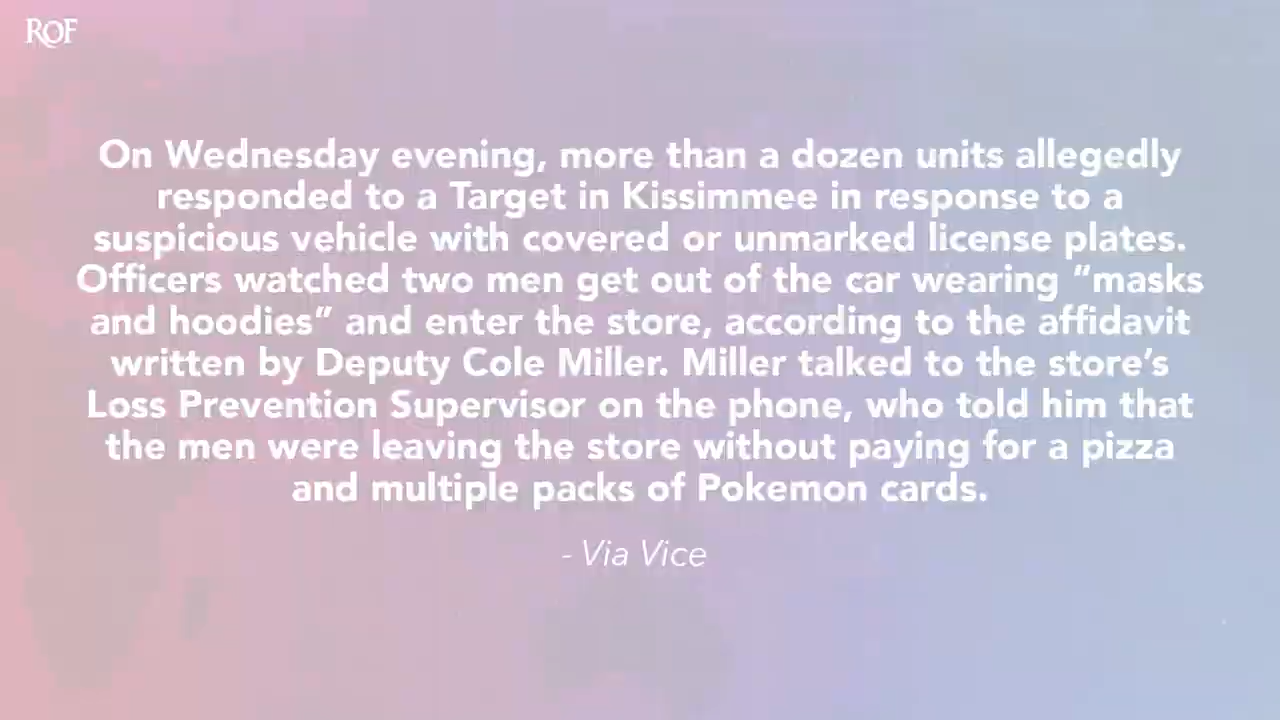 ROF
On Wednesday evening, more than a dozen units allegedly
responded to a Target in Kissimmee in response to a
suspicious vehicle with covered or unmarked license plates.
Officers watched two men get out of the car wearing “masks
and hoodies” and enter the store, according to the affidavit
written by Deputy Cole Miller. Miller talked to the store’s
Loss Prevention Supervisor on the phone, who told him that
the men were leaving the store without paying for a pizza
and multiple packs of Pokemon cards.
- Via Vice